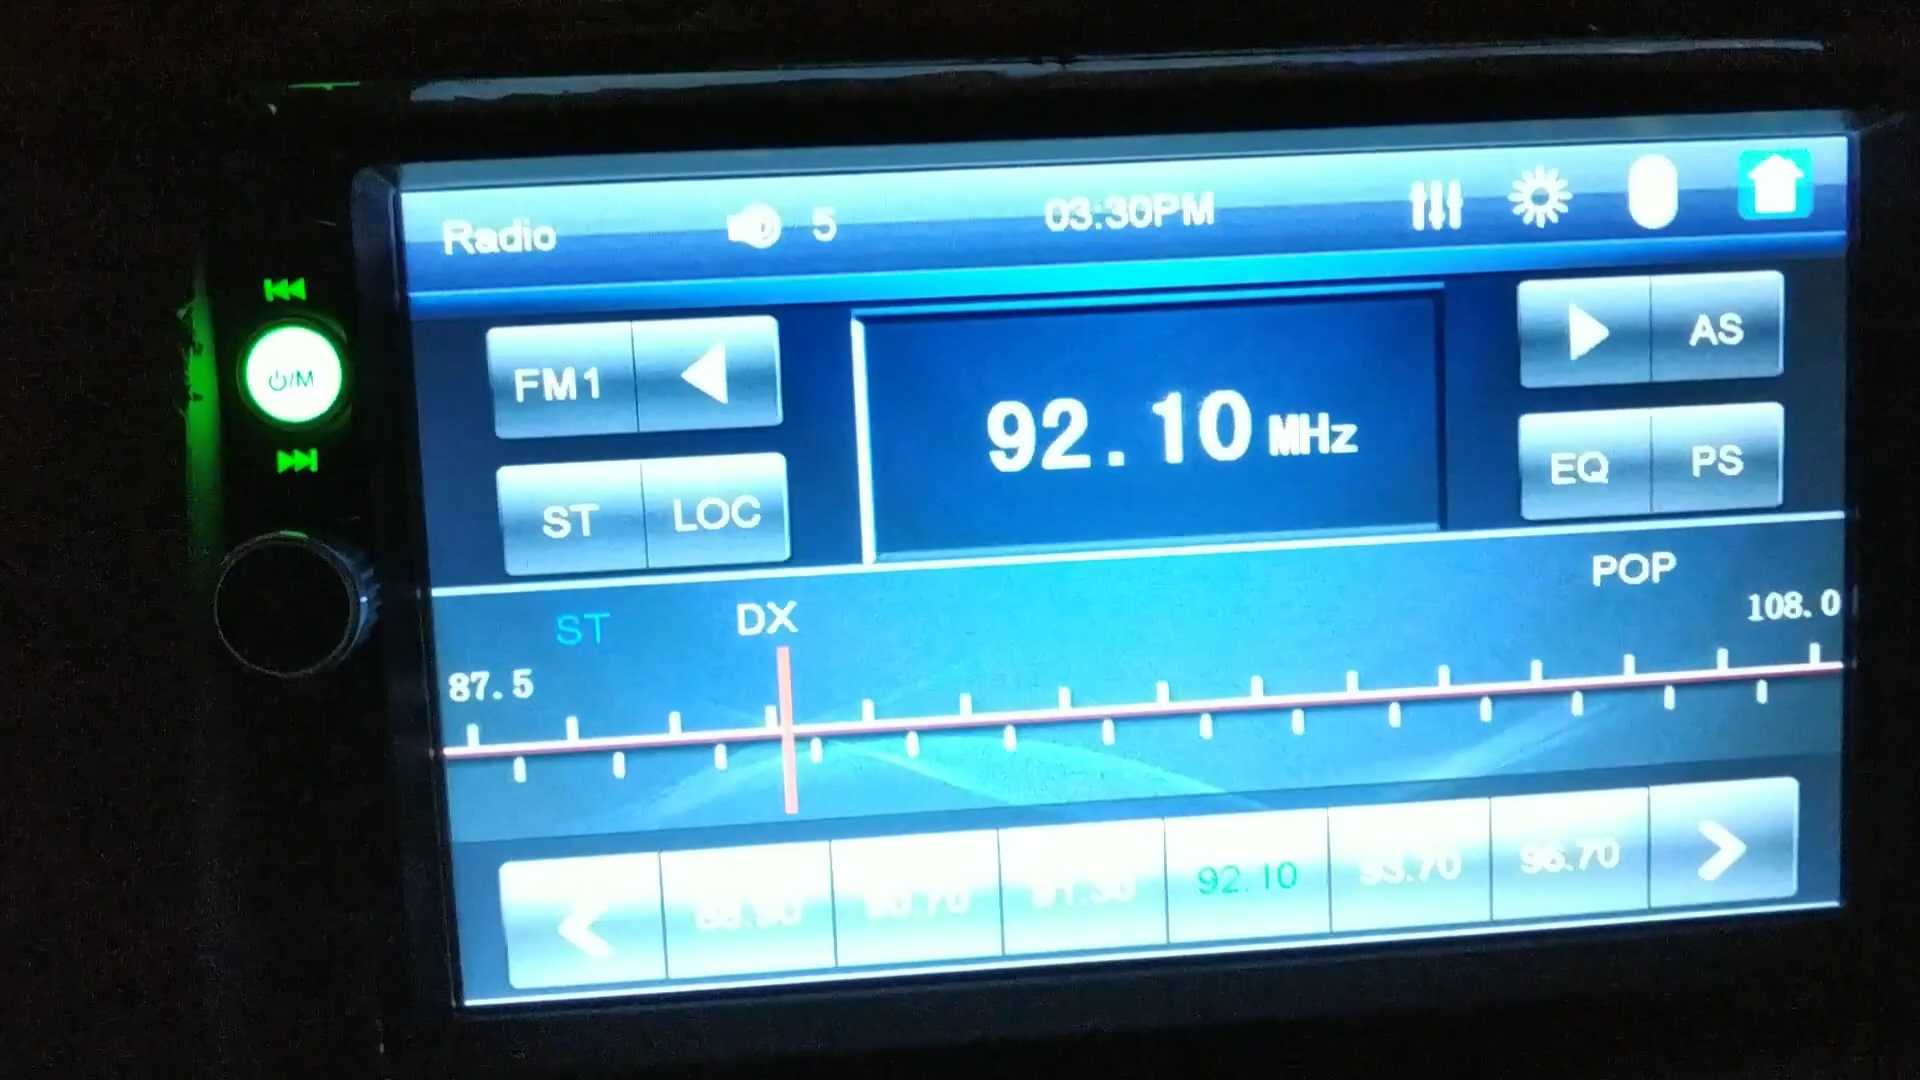 Radio 5 03:30PM
FM1 AS
92.10 MHz
ST LOC EQ PS
POP
ST DX
87.5 108.0
92.10 93.70 96.70
⏻/M